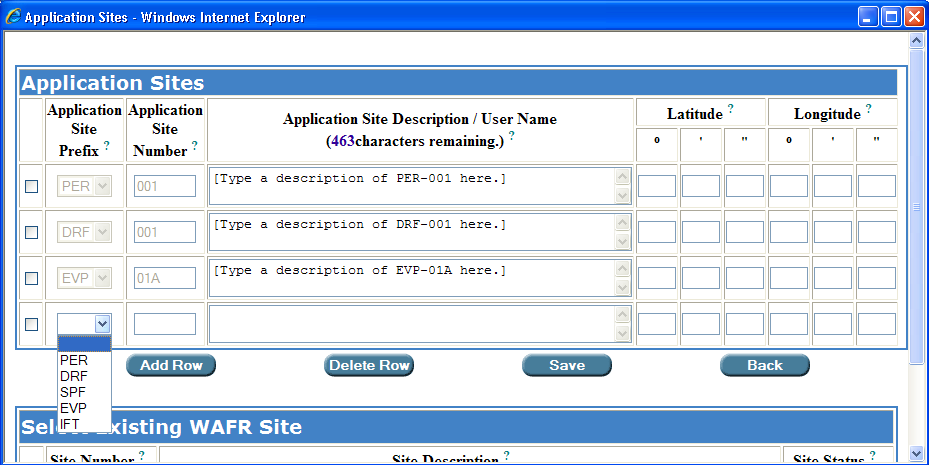 Application Sites - Windows Internet Explorer
Application Sites
Application Site Prefix ?
Application Site Number ?
Application Site Description / User Name
(463characters remaining.) ?
Latitude ?
Longitude ?
o ' " o ' "
PER 001 [Type a description of PER-001 here.]
DRF 001 [Type a description of DRF-001 here.]
EVP 01A [Type a description of EVP-01A here.]
PER
DRF
SPF
EVP
IFT
Add Row Delete Row Save Back
Select Existing WAFR Site
Site Number ? Site Description ? Site Status ?